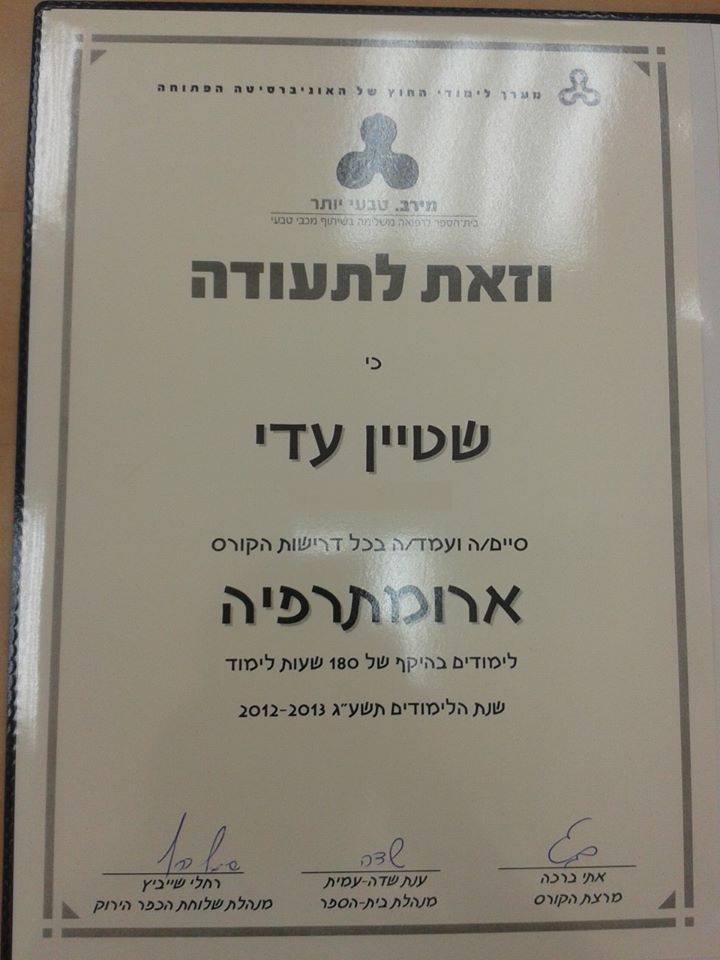 מערך לימודי החוץ של האוניברסיטה הפתוחה
מירב. טבעי יותר
בית־הספר לרפואה משלימה בשיתוף מכבי טבעי
וזאת לתעודה
כי
שטיין עדי
סיים/ה ועמד/ה בכל דרישות הקורס
ארומתרפיה
לימודים בהיקף של 180 שעות לימוד
שנת הלימודים תשע״ג 2012-2013
אתי ברכה
מרצת הקורס
ענת שדה-עמית
מנהלת בית-הספר
רחלי שייביץ
מנהלת שלוחת הכפר הירוק